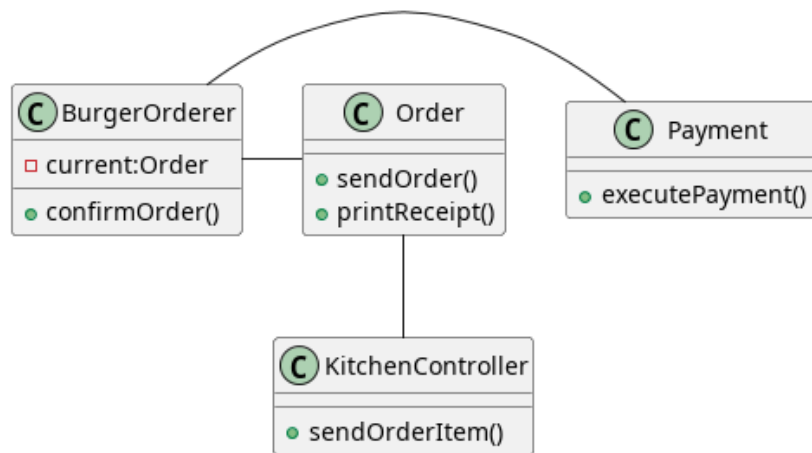 C BurgerOrderer
current:Order
confirmOrder()
C Order
sendOrder()
printReceipt()
C Payment
executePayment()
C KitchenController
sendOrderItem()